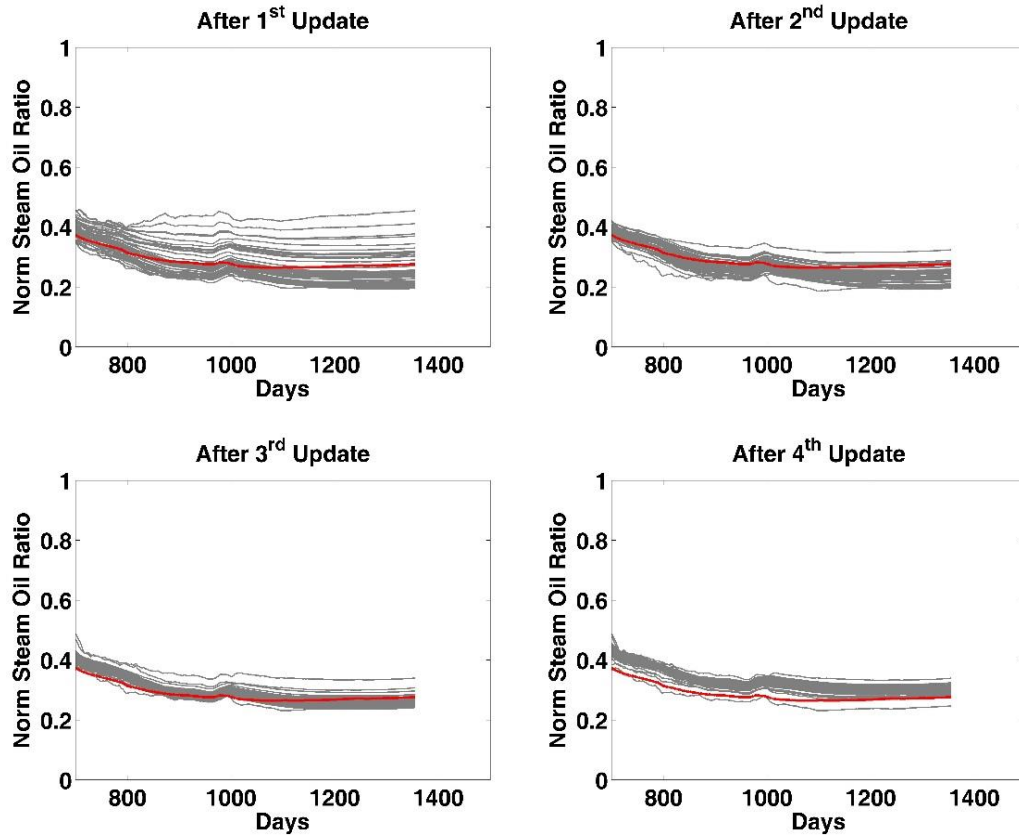 After 1st Update
Norm Steam Oil Ratio
1
0.8
0.6
0.4
0.2
0
800 1000 1200 1400
Days
After 2nd Update
Norm Steam Oil Ratio
1
0.8
0.6
0.4
0.2
0
800 1000 1200 1400
Days
After 3rd Update
Norm Steam Oil Ratio
1
0.8
0.6
0.4
0.2
0
800 1000 1200 1400
Days
After 4th Update
Norm Steam Oil Ratio
1
0.8
0.6
0.4
0.2
0
800 1000 1200 1400
Days